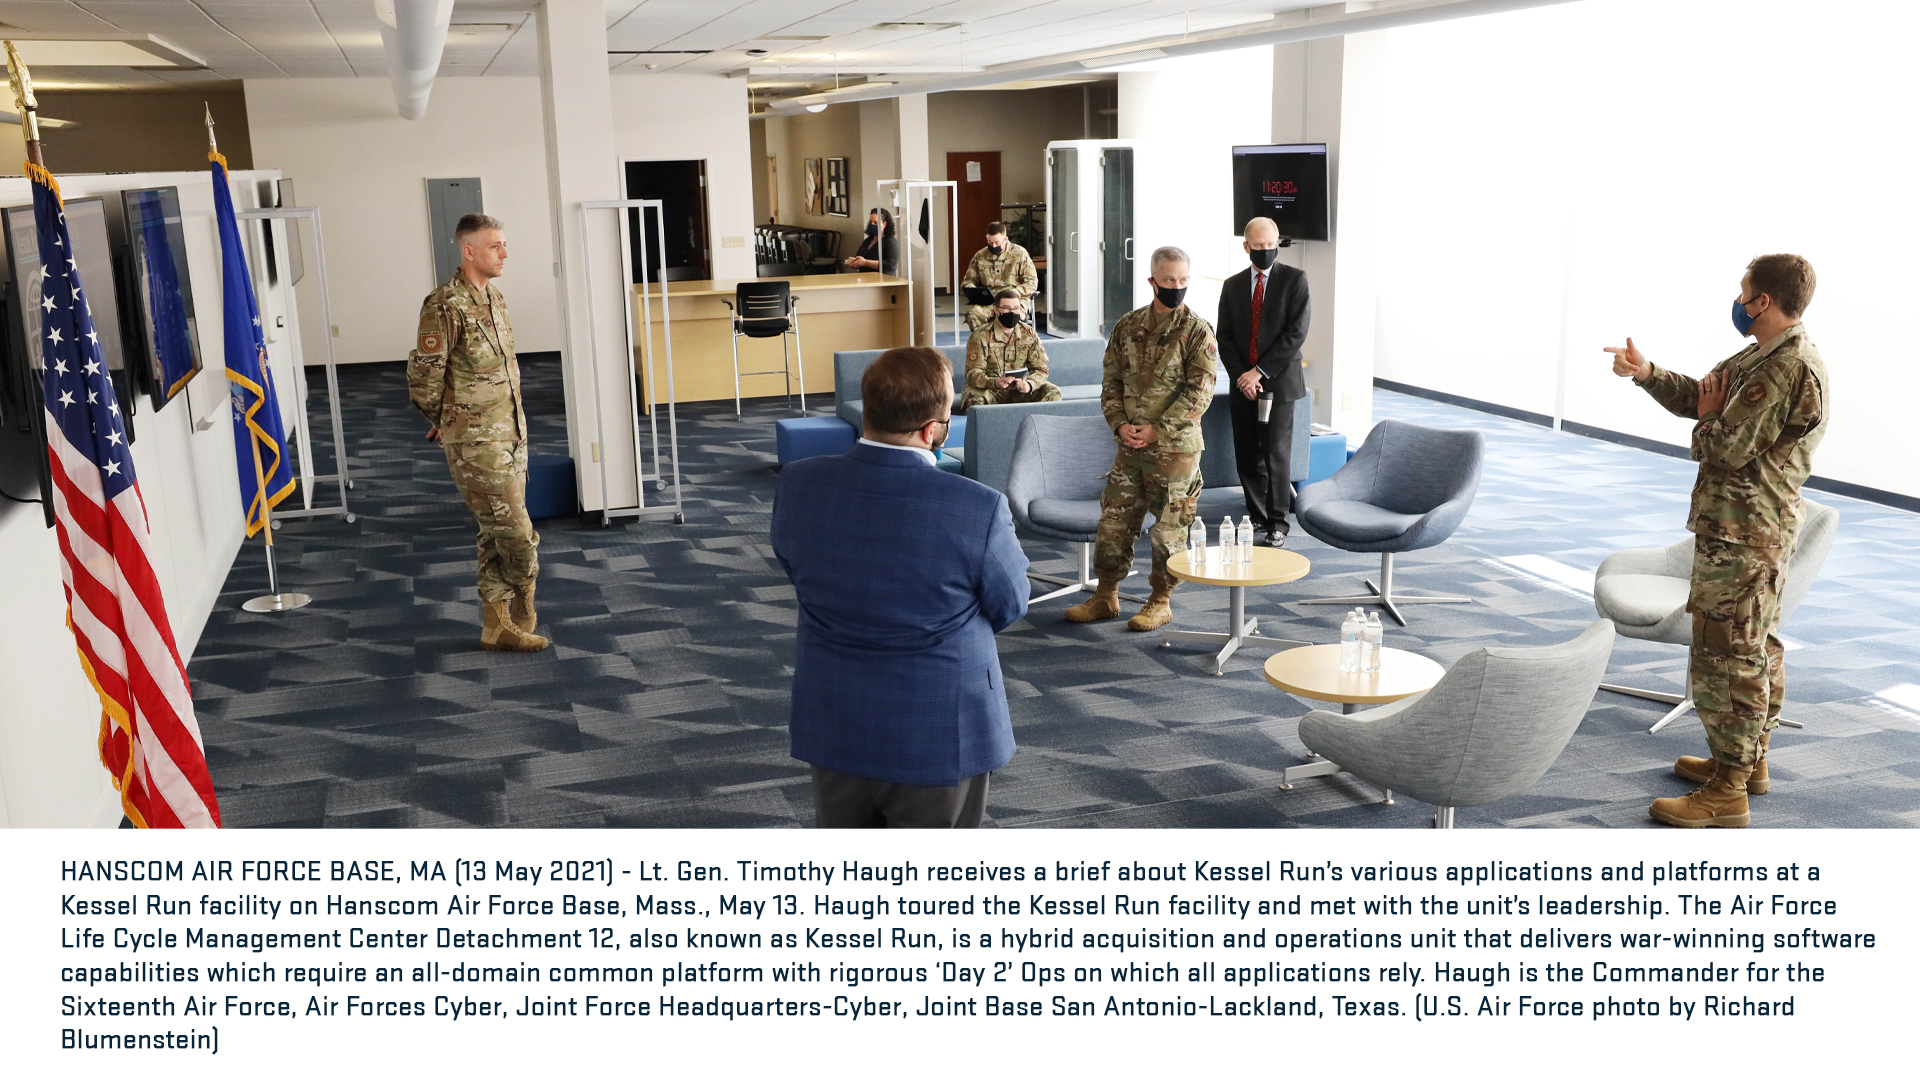 11:20:30
HANSCOM AIR FORCE BASE, MA (13 May 2021) - Lt. Gen. Timothy Haugh receives a brief about Kessel Run's various applications and platforms at a
Kessel Run facility on Hanscom Air Force Base, Mass., May 13. Haugh toured the Kessel Run facility and met with the unit's leadership. The Air Force
Life Cycle Management Center Detachment 12, also known as Kessel Run, is a hybrid acquisition and operations unit that delivers war-winning software
capabilities which require an all-domain common platform with rigorous ‘Day 2’ Ops on which all applications rely. Haugh is the Commander for the
Sixteenth Air Force, Air Forces Cyber, Joint Force Headquarters-Cyber, Joint Base San Antonio-Lackland, Texas. (U.S. Air Force photo by Richard
Blumenstein)